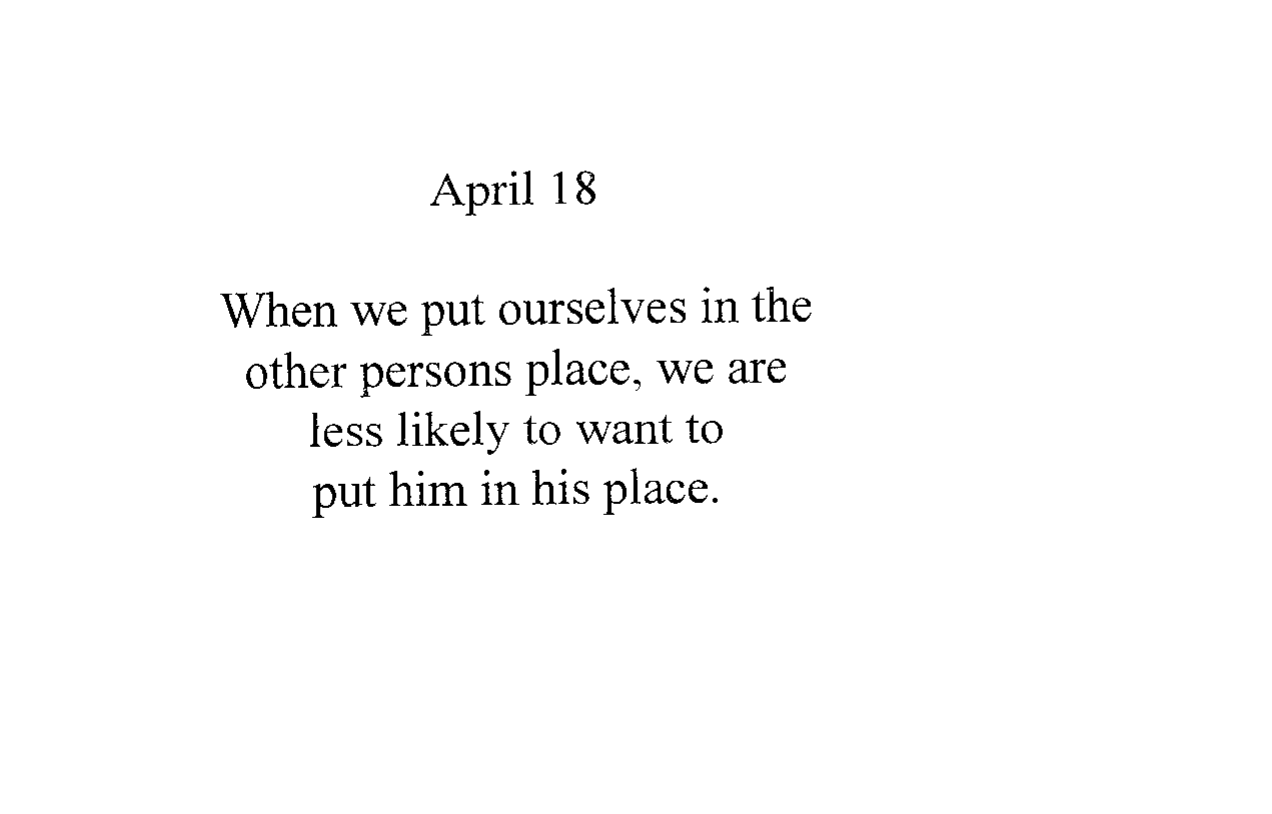 April 18
When we put ourselves in the
other persons place, we are
less likely to want to
put him in his place.